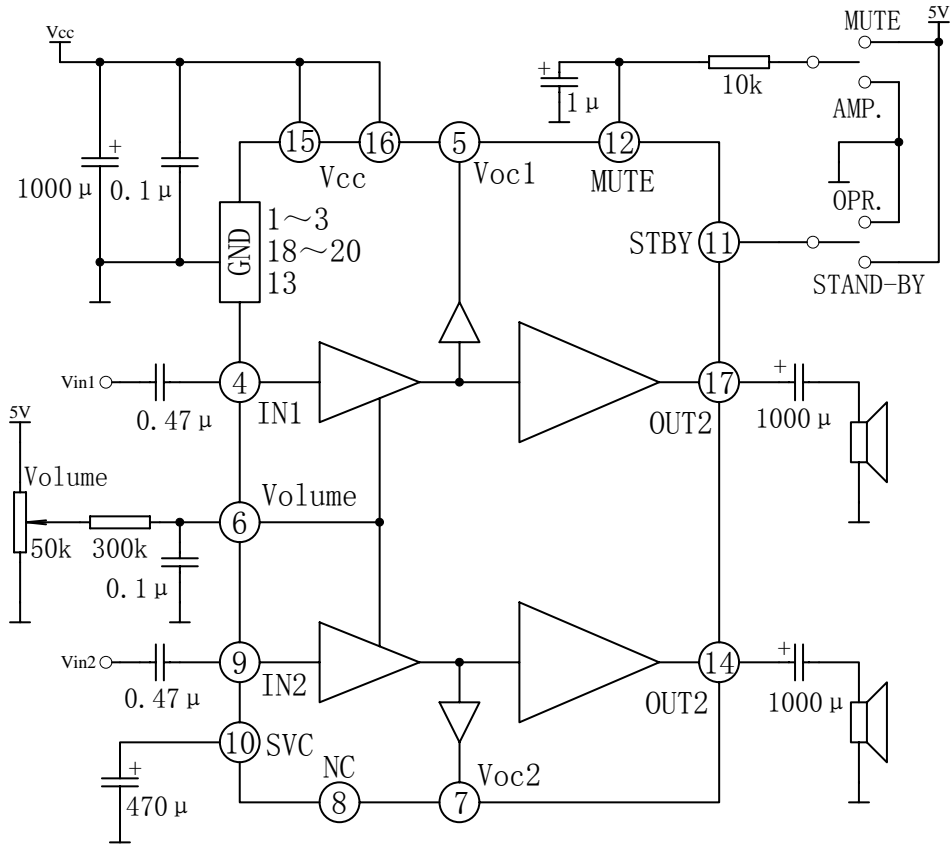 Vcc
MUTE
5V
10k
1μ
AMP.
15
16
5
12
Vcc
Voc1
MUTE
1000μ
0.1μ
OPR.
GND
1～3
18～20
13
STBY
11
STAND-BY
Vin1
4
17
0.47μ
IN1
OUT2
1000μ
5V
Volume
Volume
6
50k
300k
0.1μ
Vin2
9
14
0.47μ
IN2
OUT2
1000μ
10
SVC
NC
Voc2
470μ
8
7